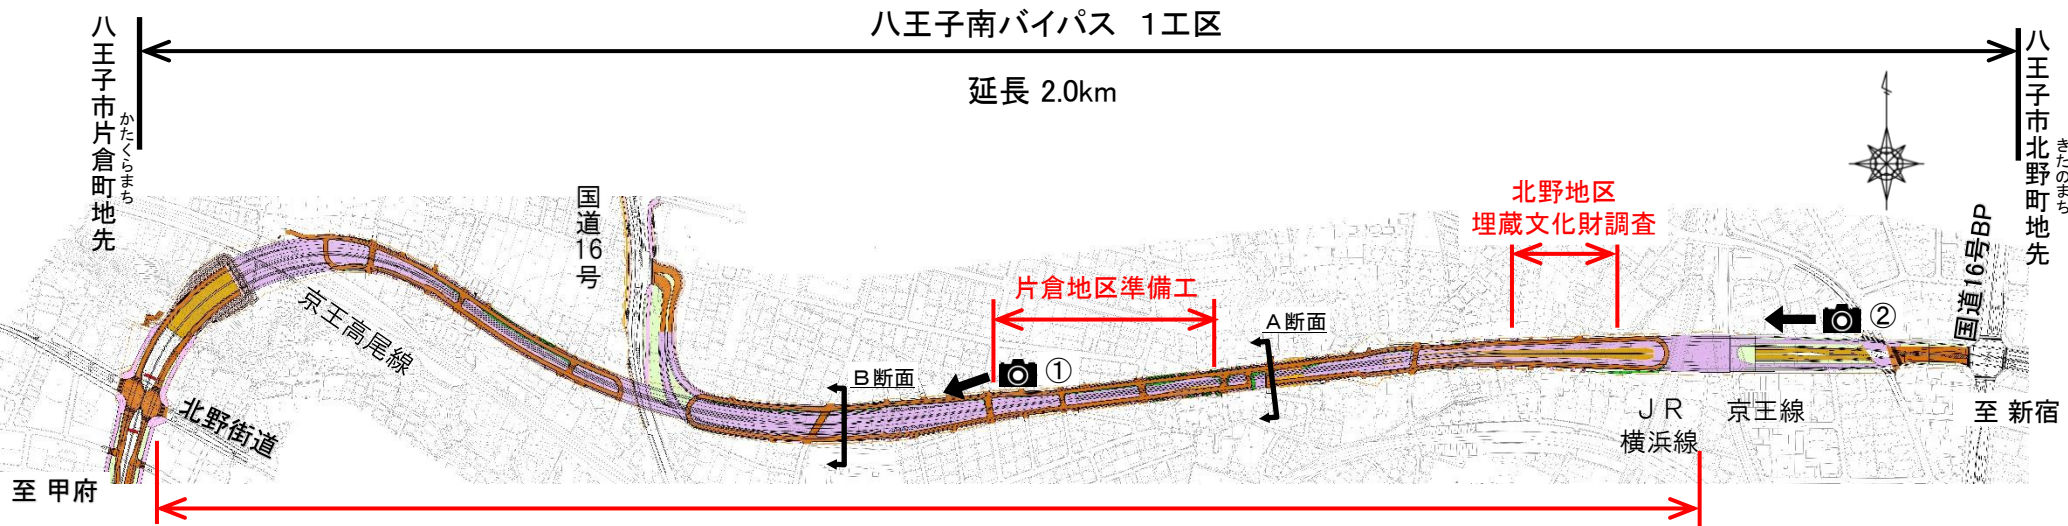 八王子南バイパス　1工区
延長 2.0km
八王子市片倉町地先
かたくらまち
八王子市北野町地先
きたのまち
国道16号
北野地区
埋蔵文化財調査
国道16号BP
片倉地区準備工
京王高尾線
A断面
②
①
B断面
北野街道
JR
横浜線
京王線
至 新宿
至 甲府